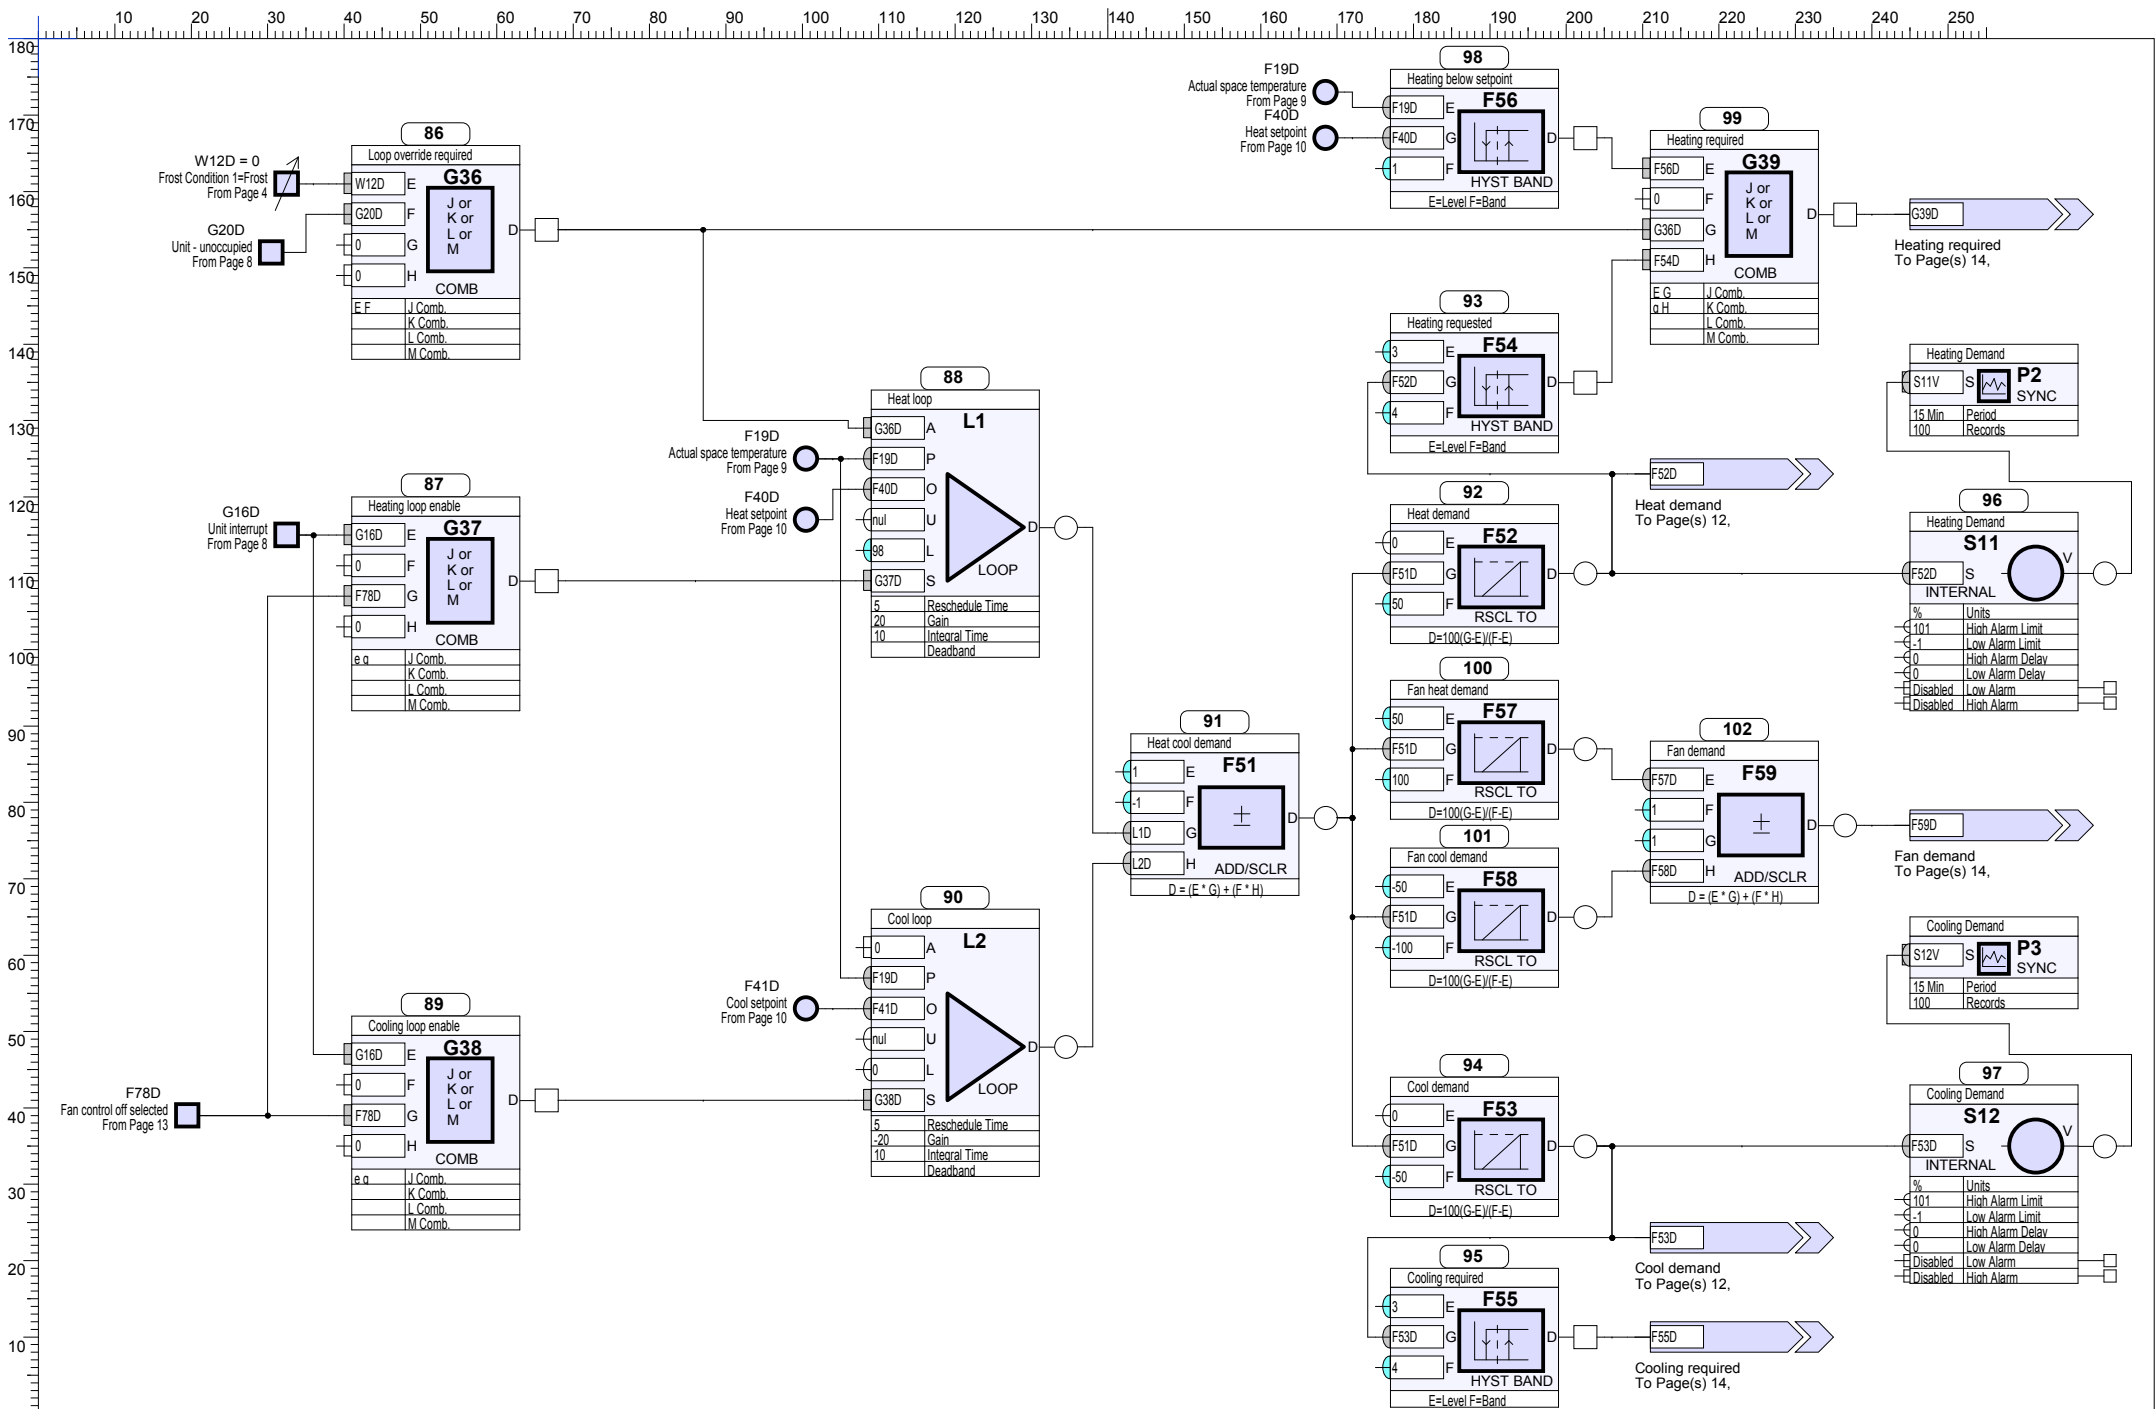 10 20 30 40 50 60 70 80 90 100 110 120 130 140 150 160 170 180 190 200 210 220 230 240 250
180
170
160
150
140
130
120
110
100
90
80
70
60
50
40
30
20
10
W12D = 0
Frost Condition 1=Frost
From Page 4
G20D
Unit - unoccupied
From Page 8
86
Loop override required
G36
W12D E
G20D F
0 G
0 H
J or
K or
L or
M
D
COMB
E F J Comb.
K Comb.
L Comb.
M Comb.
G16D
Unit interrupt
From Page 8
87
Heating loop enable
G37
G16D E
0 F
F78D G
0 H
J or
K or
L or
M
D
COMB
e g J Comb.
K Comb.
L Comb.
M Comb.
F78D
Fan control off selected
From Page 13
89
Cooling loop enable
G38
G16D E
0 F
F78D G
0 H
J or
K or
L or
M
D
COMB
e g J Comb.
K Comb.
L Comb.
M Comb.
F19D
Actual space temperature
From Page 9
F40D
Heat setpoint
From Page 10
88
Heat loop
L1
G36D A
F19D P
F40D O
nul U
98 L
G37D S
D
LOOP
5 Reschedule Time
20 Gain
10 Integral Time
Deadband
F41D
Cool setpoint
From Page 10
90
Cool loop
L2
0 A
F19D P
F41D O
nul U
0 L
G38D S
D
LOOP
5 Reschedule Time
-20 Gain
10 Integral Time
Deadband
91
Heat cool demand
F51
1 E
-1 F
L1D G
L2D H
±
D
ADD/SCLR
D = (E * G) + (F * H)
F19D
Actual space temperature
From Page 9
F40D
Heat setpoint
From Page 10
98
Heating below setpoint
F56
F19D E
F40D G
1 F
D
HYST BAND
E=Level F=Band
93
Heating requested
F54
3 E
F52D G
4 F
D
HYST BAND
E=Level F=Band
92
Heat demand
F52
0 E
F51D G
50 F
D
RSCL TO
D=100(G-E)/(F-E)
100
Fan heat demand
F57
50 E
F51D G
100 F
D
RSCL TO
D=100(G-E)/(F-E)
101
Fan cool demand
F58
-50 E
F51D G
-100 F
D
RSCL TO
D=100(G-E)/(F-E)
94
Cool demand
F53
0 E
F51D G
-50 F
D
RSCL TO
D=100(G-E)/(F-E)
95
Cooling required
F55
3 E
F53D G
4 F
D
HYST BAND
E=Level F=Band
99
Heating required
G39
F56D E
0 F
G36D G
F54D H
J or
K or
L or
M
D
COMB
E G J Comb.
g H K Comb.
L Comb.
M Comb.
G39D
Heating required
To Page(s) 14,
F52D
Heat demand
To Page(s) 12,
102
Fan demand
F59
F57D E
1 F
1 G
F58D H
±
D
ADD/SCLR
D = (E * G) + (F * H)
F59D
Fan demand
To Page(s) 14,
F53D
Cool demand
To Page(s) 12,
F55D
Cooling required
To Page(s) 14,
Heating Demand
S11V S P2
SYNC
15 Min Period
100 Records
96
Heating Demand
S11
F52D S
V
INTERNAL
% Units
101 High Alarm Limit
-1 Low Alarm Limit
0 High Alarm Delay
0 Low Alarm Delay
Disabled Low Alarm
Disabled High Alarm
Cooling Demand
S12V S P3
SYNC
15 Min Period
100 Records
97
Cooling Demand
S12
F53D S
V
INTERNAL
% Units
101 High Alarm Limit
-1 Low Alarm Limit
0 High Alarm Delay
0 Low Alarm Delay
Disabled Low Alarm
Disabled High Alarm